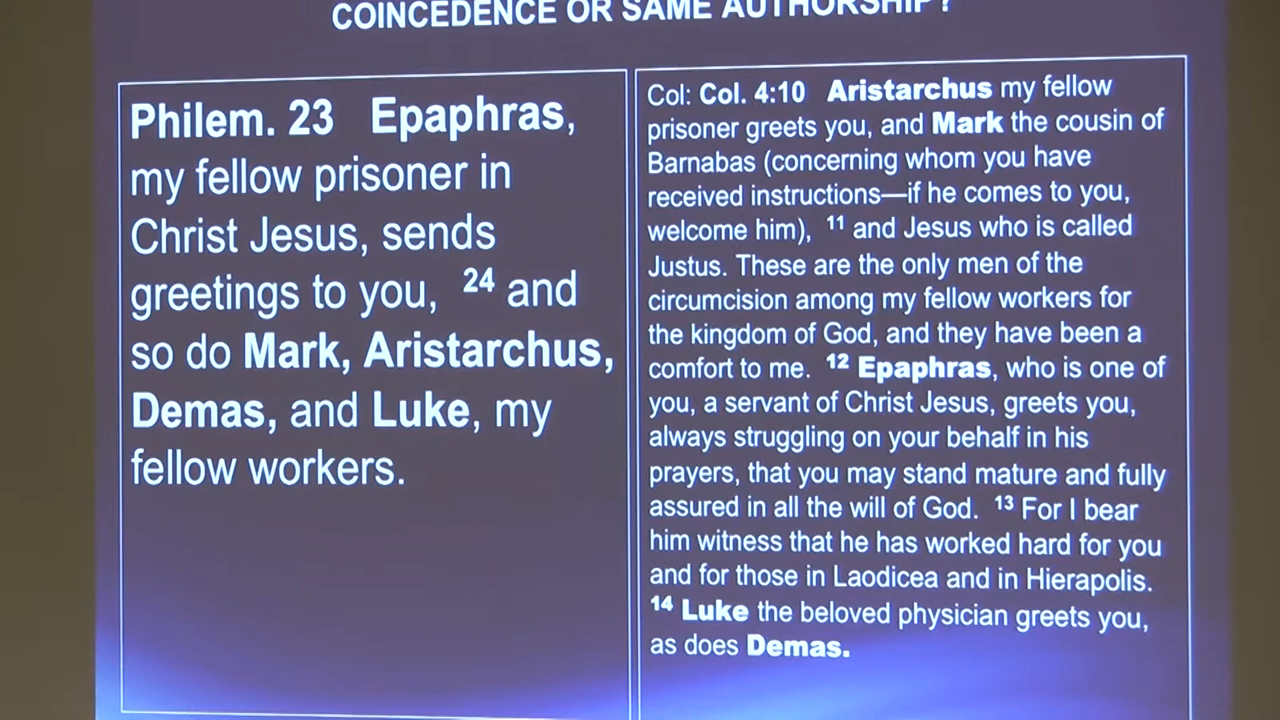 COINCEDENCE OR SAME AUTHORSHIP?
Philem. 23 Epaphras,
my fellow prisoner in
Christ Jesus, sends
greetings to you, 24 and
so do Mark, Aristarchus,
Demas, and Luke, my
fellow workers.
Col: Col. 4:10 Aristarchus my fellow
prisoner greets you, and Mark the cousin of
Barnabas (concerning whom you have
received instructions—if he comes to you,
welcome him), 11 and Jesus who is called
Justus. These are the only men of the
circumcision among my fellow workers for
the kingdom of God, and they have been a
comfort to me. 12 Epaphras, who is one of
you, a servant of Christ Jesus, greets you,
always struggling on your behalf in his
prayers, that you may stand mature and fully
assured in all the will of God. 13 For I bear
him witness that he has worked hard for you
and for those in Laodicea and in Hierapolis.
14 Luke the beloved physician greets you,
as does Demas.